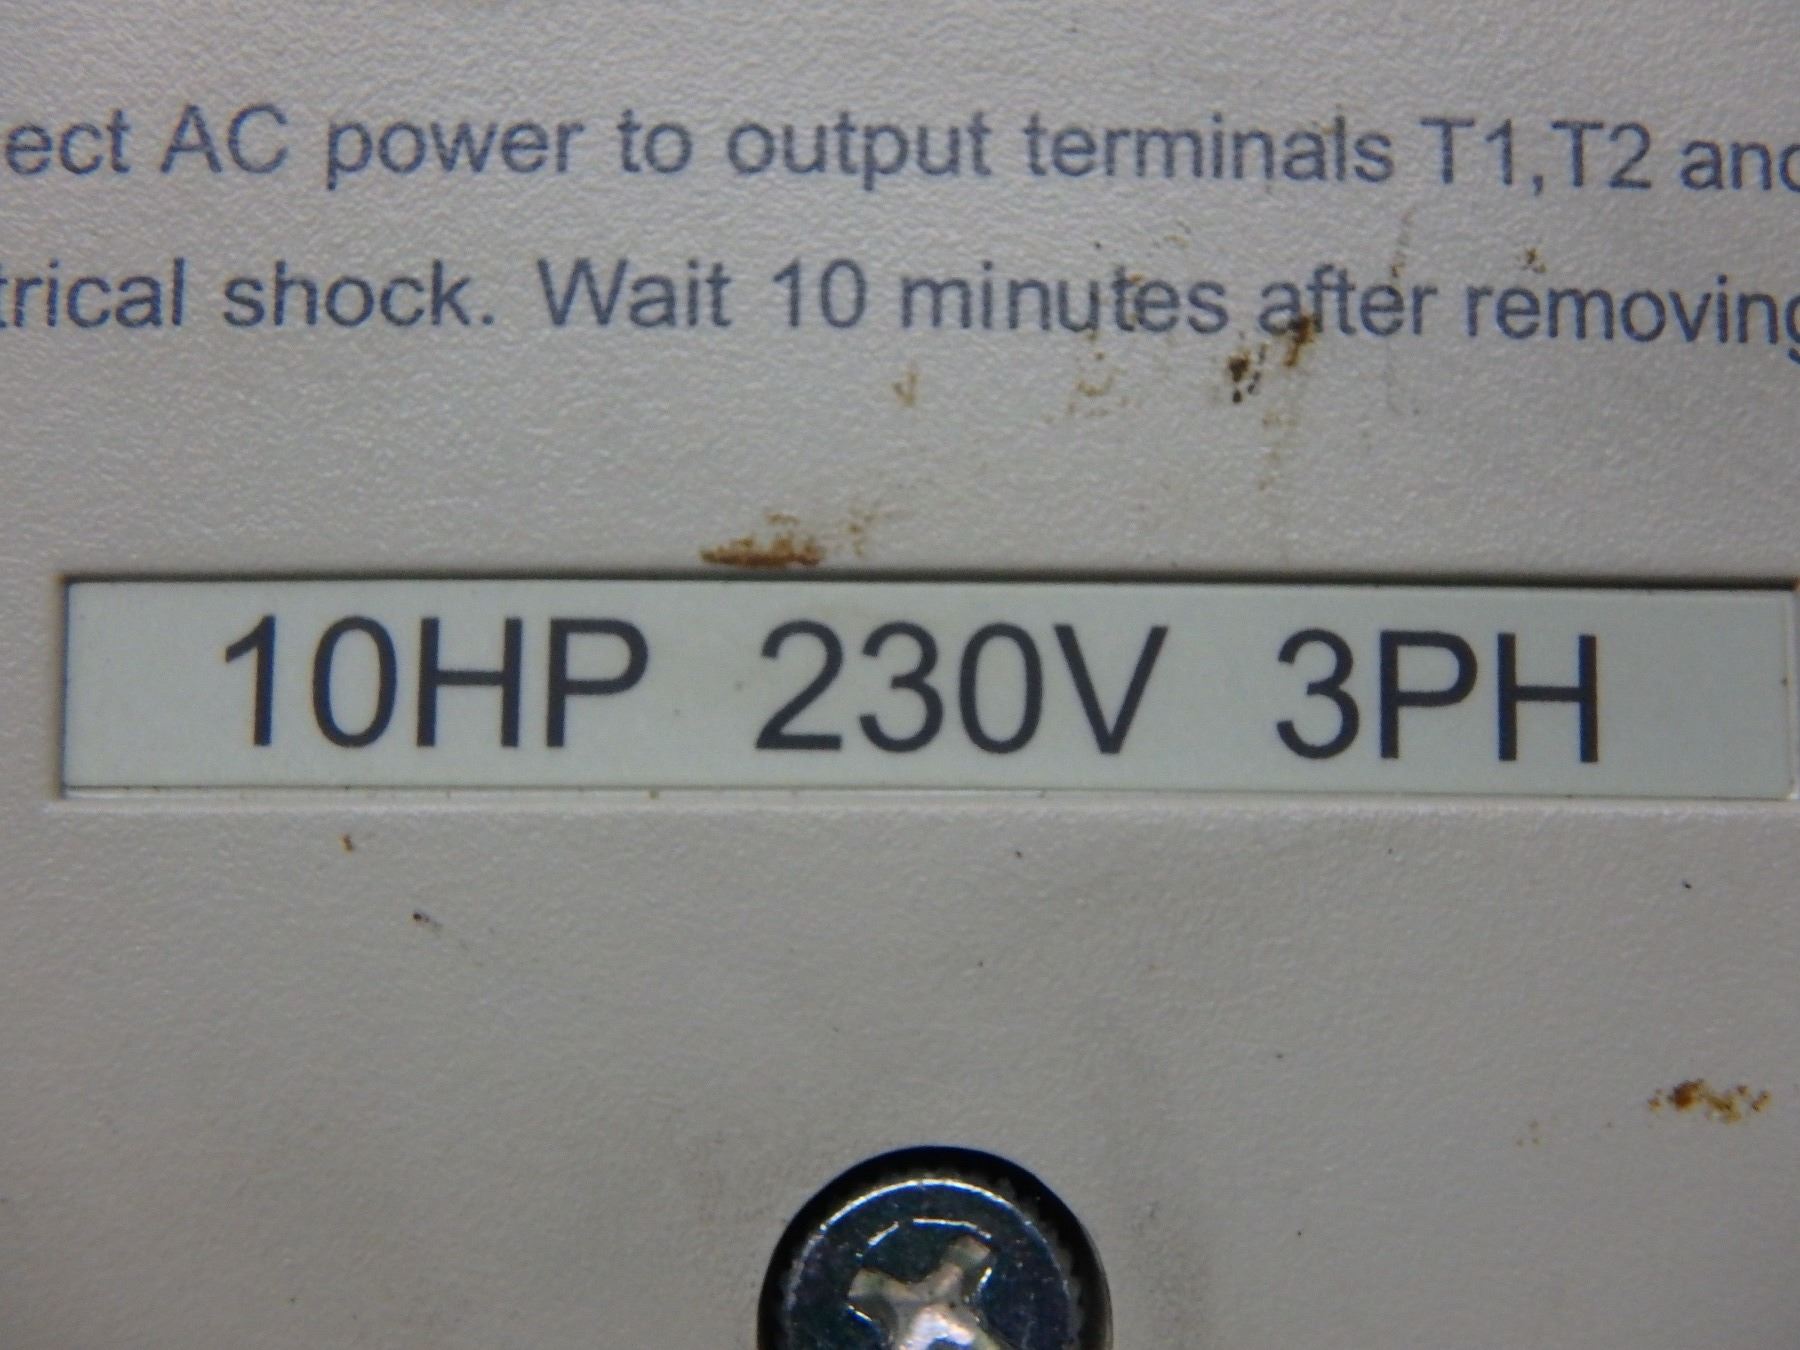 ect AC power to output terminals T1,T2 and
trical shock. Wait 10 minutes after removing
10HP 230V 3PH